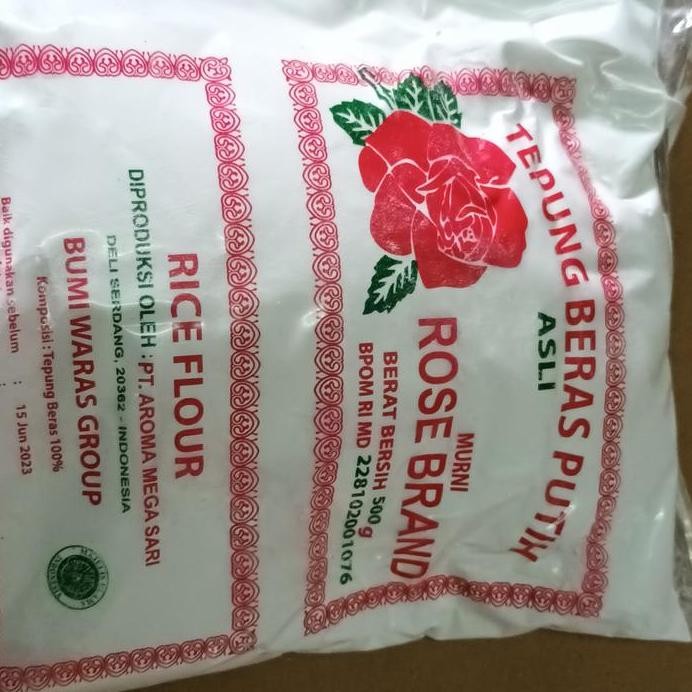 TEPUNG BERAS PUTIH
ASLI
MURNI
ROSE BRAND
BERAT BERSIH 500 g
BPOM RI MD 228102001076
RICE FLOUR
DIPRODUKSI OLEH : PT. AROMA MEGA SARI
DELI SERDANG, 20362 - INDONESIA
BUMI WARAS GROUP
Komposisi : Tepung Beras 100%
Baik digunakan sebelum : 15 Jun 2023